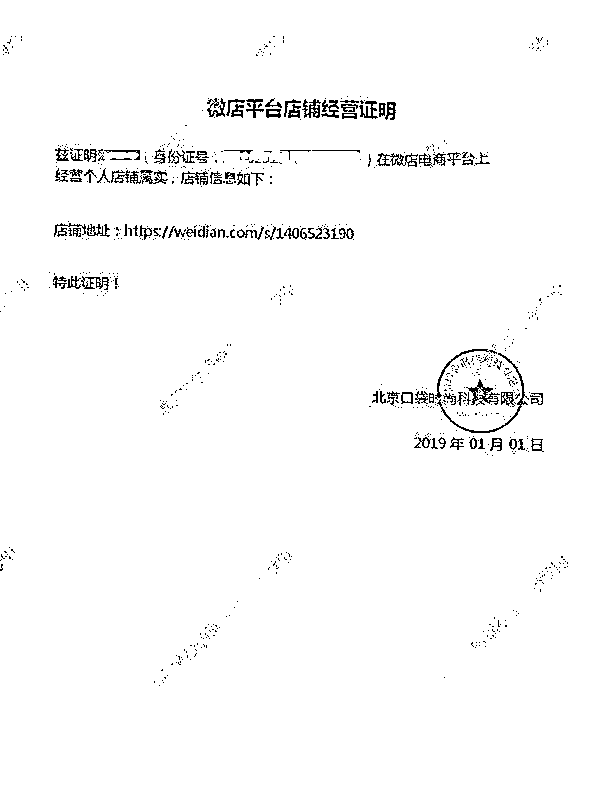 微店平台店铺经营证明
兹证明（身份证号：）在微店电商平台上
经营个人店铺属实，店铺信息如下：
店铺地址：https://weidian.com/s/1406523190
特此证明！
北京口袋时尚科技有限公司
2019 年 01 月 01 日